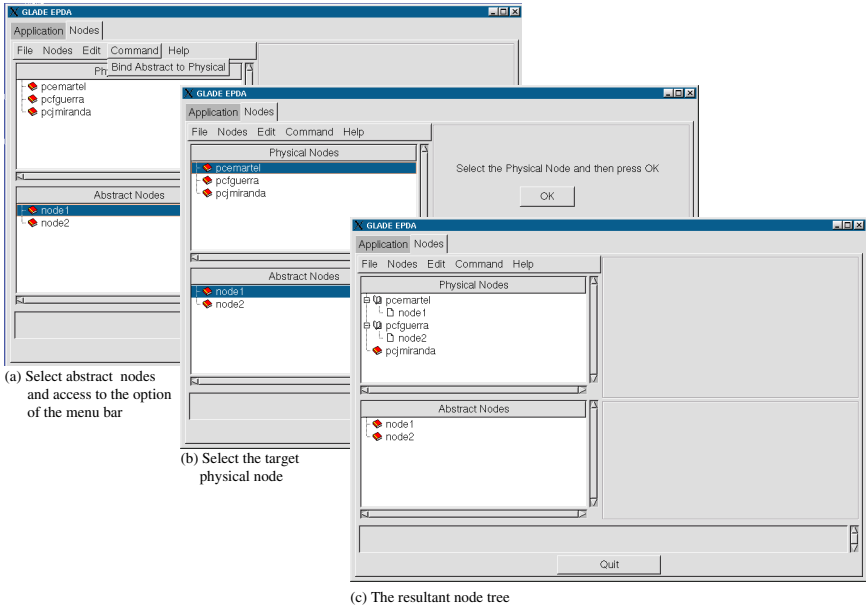 GLADE EPDA
Application Nodes
File Nodes Edit Command Help
Bind Abstract to Physical
pcemartel
pcfguerra
pcjmiranda
Abstract Nodes
node1
node2
(a) Select abstract nodes
and access to the option
of the menu bar
GLADE EPDA
Application Nodes
File Nodes Edit Command Help
Physical Nodes
pcemartel
pcfguerra
pcjmiranda
Select the Physical Node and then press OK
OK
Abstract Nodes
node1
node2
(b) Select the target
physical node
GLADE EPDA
Application Nodes
File Nodes Edit Command Help
Physical Nodes
pcemartel
node1
pcfguerra
node2
pcjmiranda
Abstract Nodes
node1
node2
Quit
(c) The resultant node tree